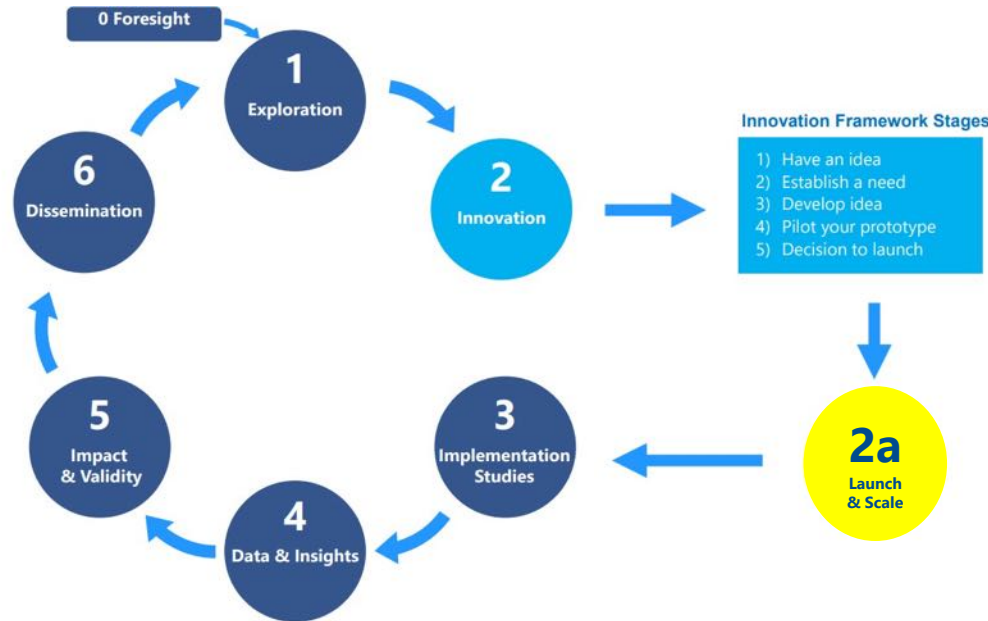 0 Foresight
1
Exploration
2
Innovation
Innovation Framework Stages
1) Have an idea
2) Establish a need
3) Develop idea
4) Pilot your prototype
5) Decision to launch
2a
Launch
& Scale
3
Implementation
Studies
4
Data & Insights
5
Impact
& Validity
6
Dissemination